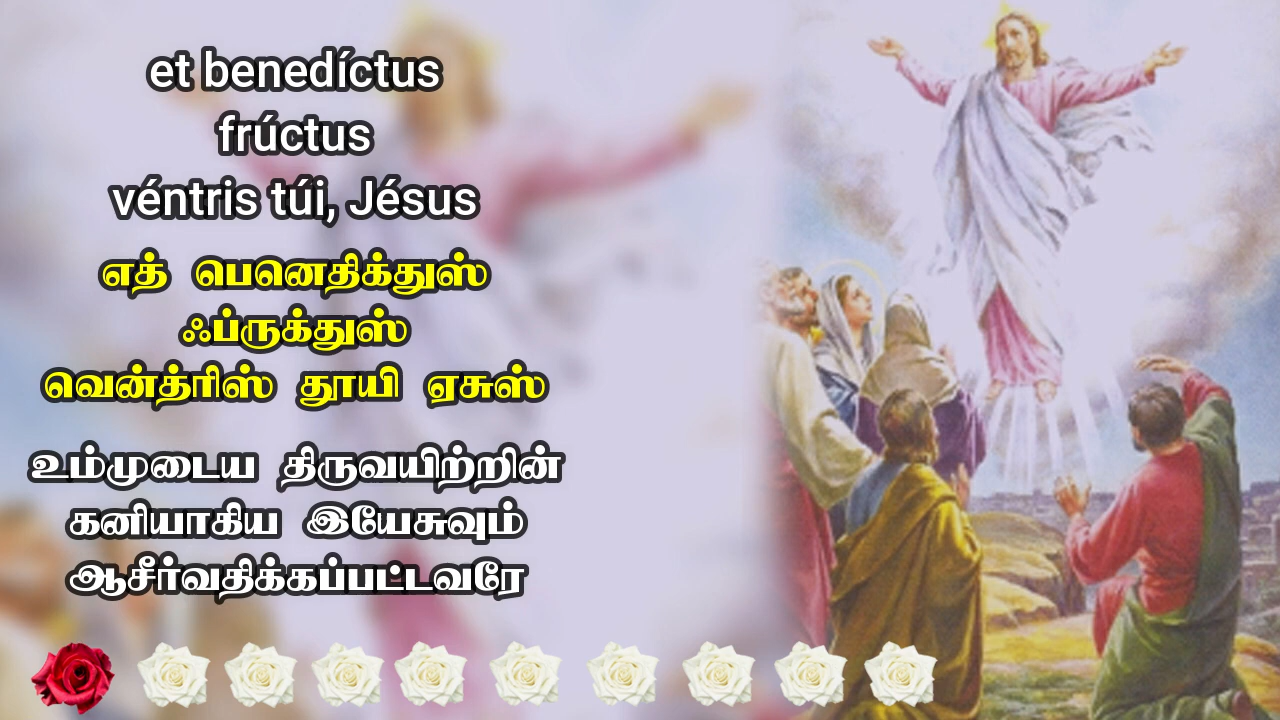 et benedíctus
frúctus
véntris túi, Jésus
எத் பெனெதிக்துஸ்
ஃப்ருக்துஸ்
வென்த்ரிஸ் தூயி ஏசுஸ்
உம்முடைய திருவயிற்றின்
கனியாகிய இயேசுவும்
ஆசீர்வதிக்கப்பட்டவரே